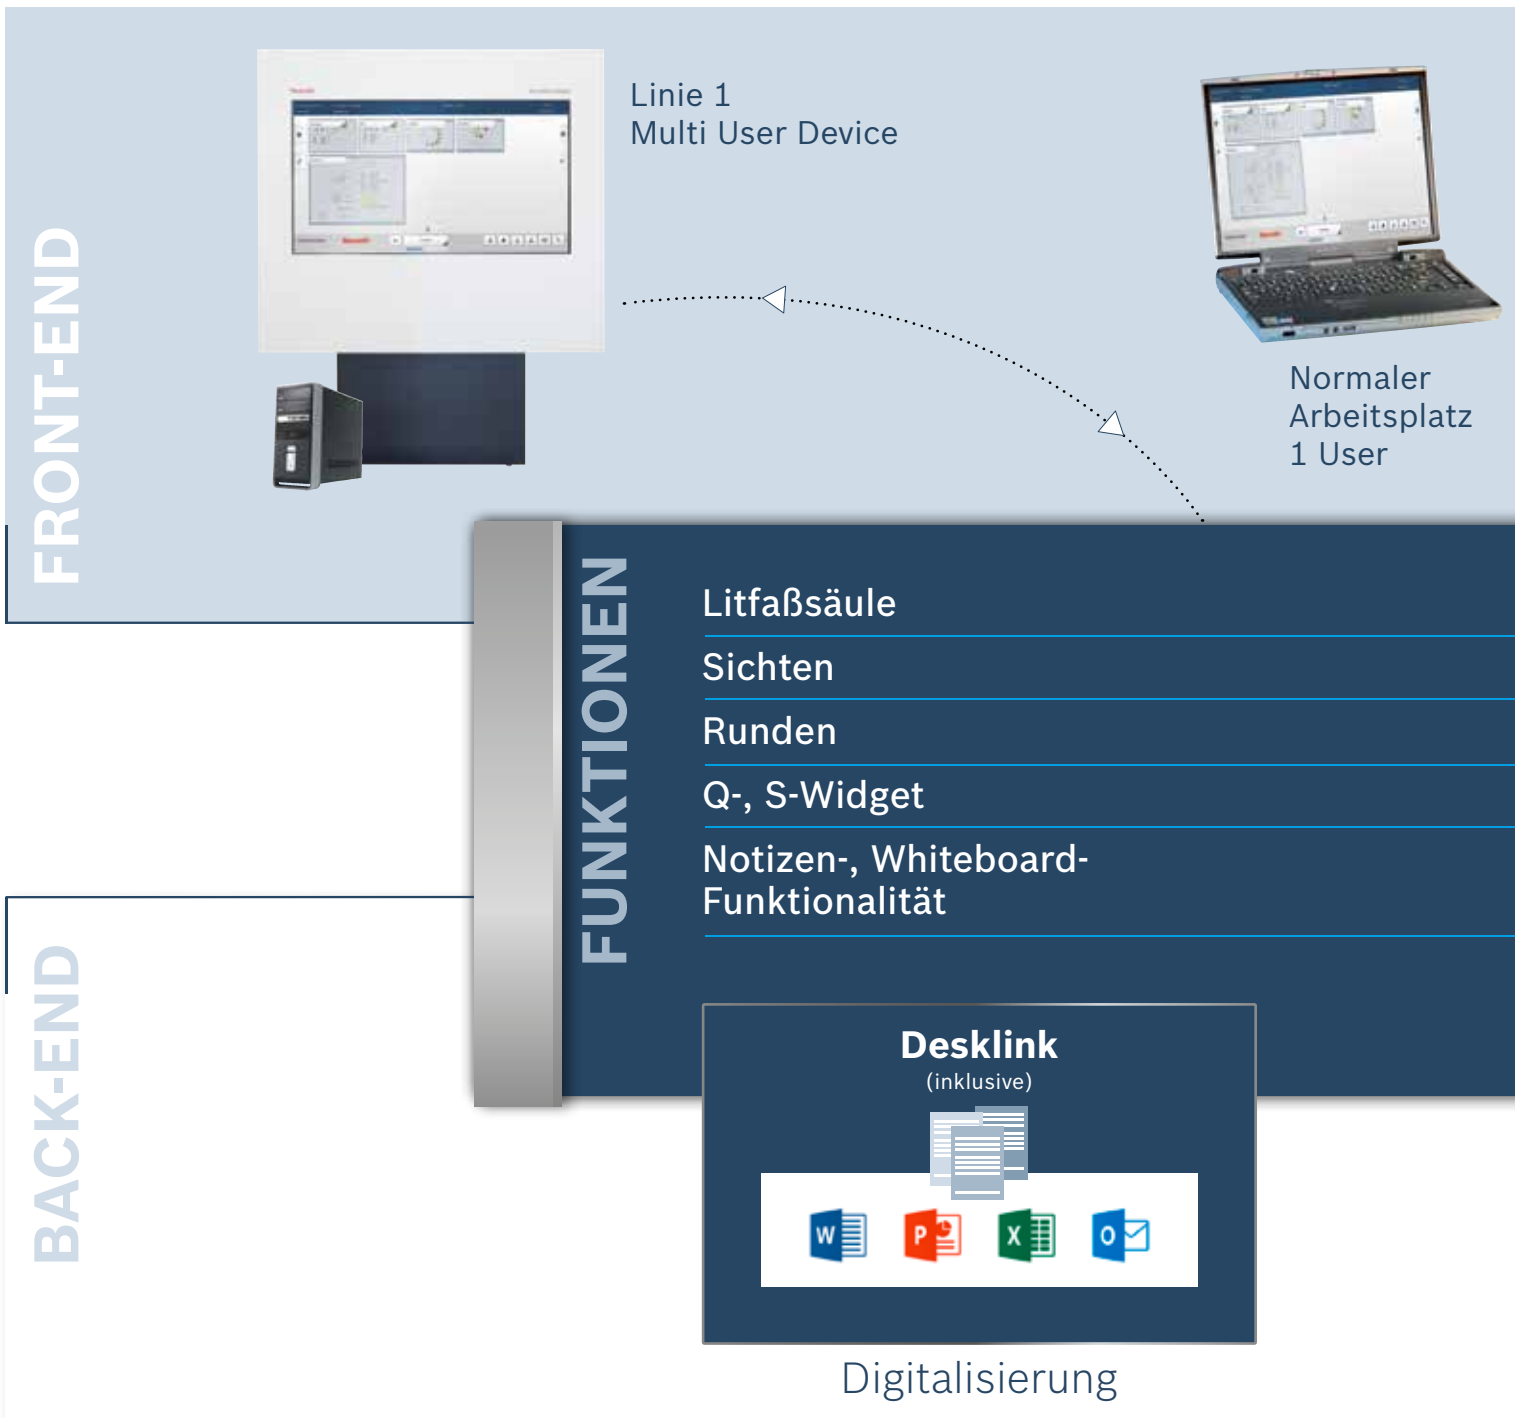 Linie 1
Multi User Device
Normaler
Arbeitsplatz
1 User
FRONT-END
FUNKTIONEN
Litfaßsäule
Sichten
Runden
Q-, S-Widget
Notizen-, Whiteboard-
Funktionalität
BACK-END
Desklink
(inklusive)
W
P
X
O
Digitalisierung